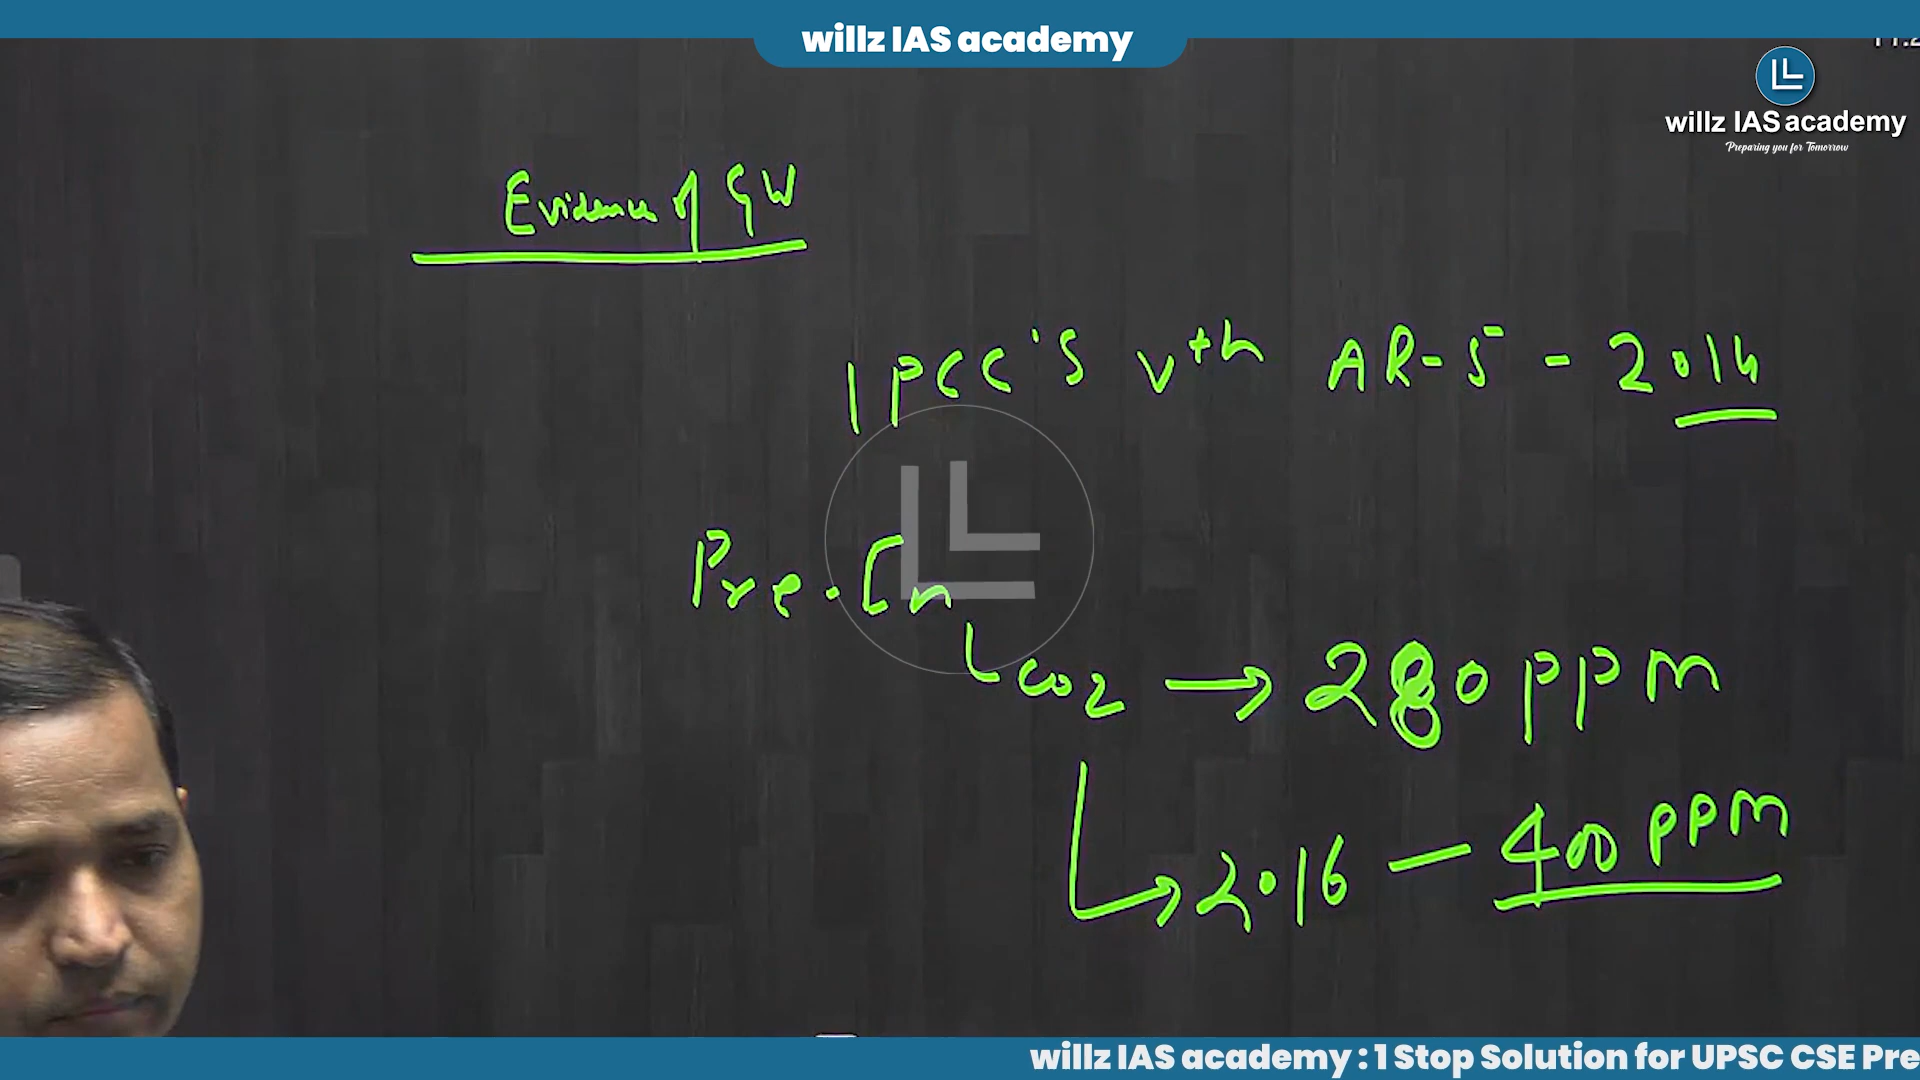 willz IAS academy
willz IAS academy
Preparing you for Tomorrow
Evidence of GW
IPCC'S Vth AR-5 - 2014
Pre-In
CO2 → 280 ppm
2016 - 400 ppm
willz IAS academy : 1 Stop Solution for UPSC CSE Pre